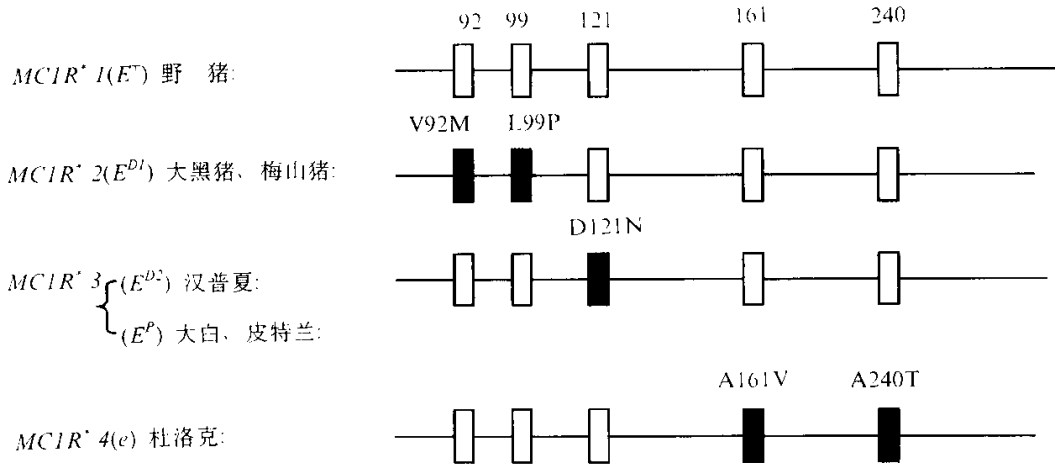 92 99 121 161 240
MC1R* 1(E⁺) 野 猪:
V92M L99P
MC1R* 2(Eᴰ¹) 大黑猪、梅山猪:
D121N
MC1R* 3 (Eᴰ²) 汉普夏:
(Eᴾ) 大白、皮特兰:
A161V A240T
MC1R* 4(e) 杜洛克: